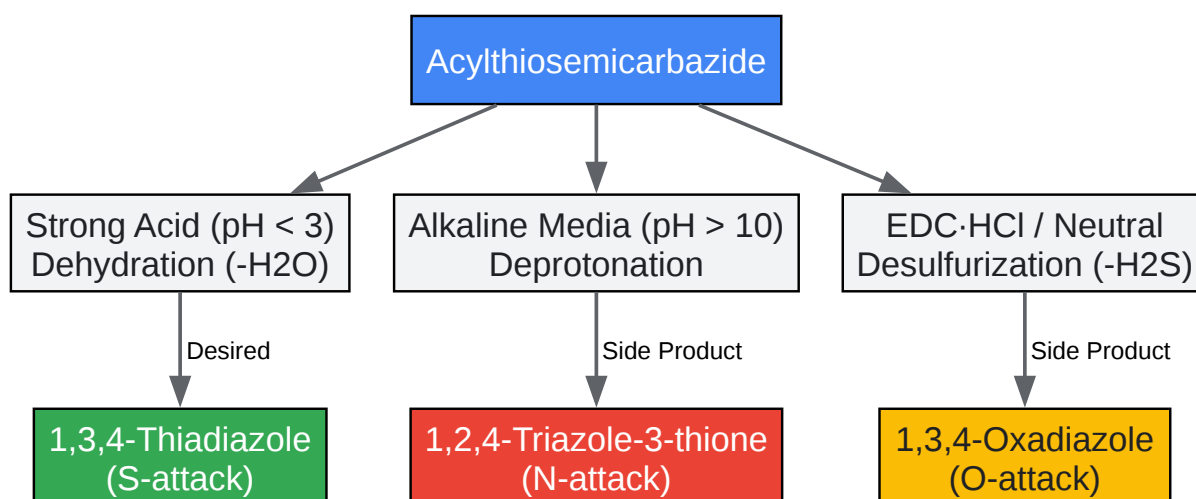 Acylthiosemicarbazide
Strong Acid (pH < 3)
Dehydration (-H2O)
Alkaline Media (pH > 10)
Deprotonation
EDC·HCl / Neutral
Desulfurization (-H2S)
Desired
Side Product
Side Product
1,3,4-Thiadiazole
(S-attack)
1,2,4-Triazole-3-thione
(N-attack)
1,3,4-Oxadiazole
(O-attack)